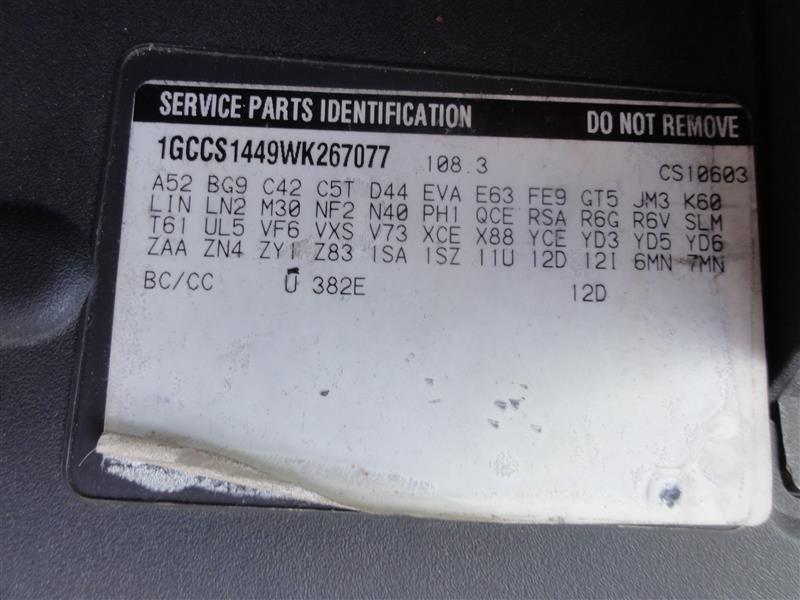 SERVICE PARTS IDENTIFICATION DO NOT REMOVE
1GCCS1449WK267077 108.3 CS10603
A52 BG9 C42 C5T D44 EVA E63 FE9 GT5 JM3 K60
LIN LN2 M30 NF2 N40 PH1 QCE RSA R6G R6V SLM
T61 UL5 VF6 VXS V73 XCE X88 YCE YD3 YD5 YD6
ZAA ZN4 ZY1 Z83 1SA 1SZ 11U 12D 12I 6MN 7MN
BC/CC U 382E 12D